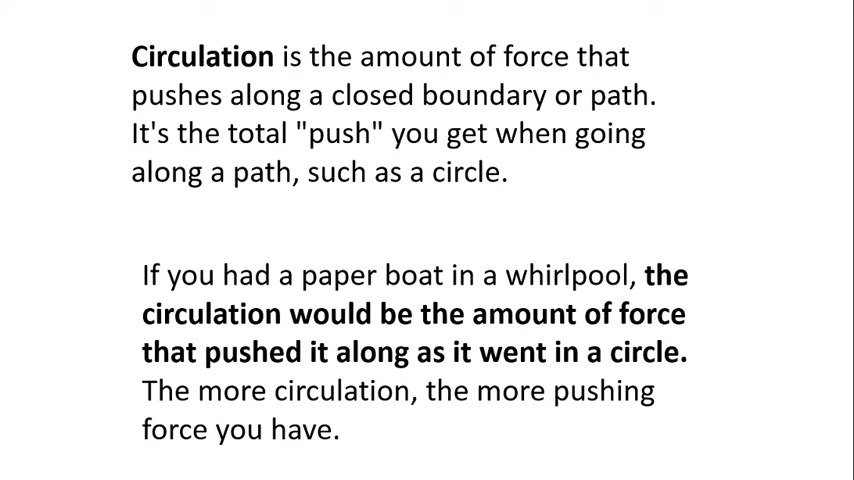 Circulation is the amount of force that
pushes along a closed boundary or path.
It's the total "push" you get when going
along a path, such as a circle.
If you had a paper boat in a whirlpool, the
circulation would be the amount of force
that pushed it along as it went in a circle.
The more circulation, the more pushing
force you have.